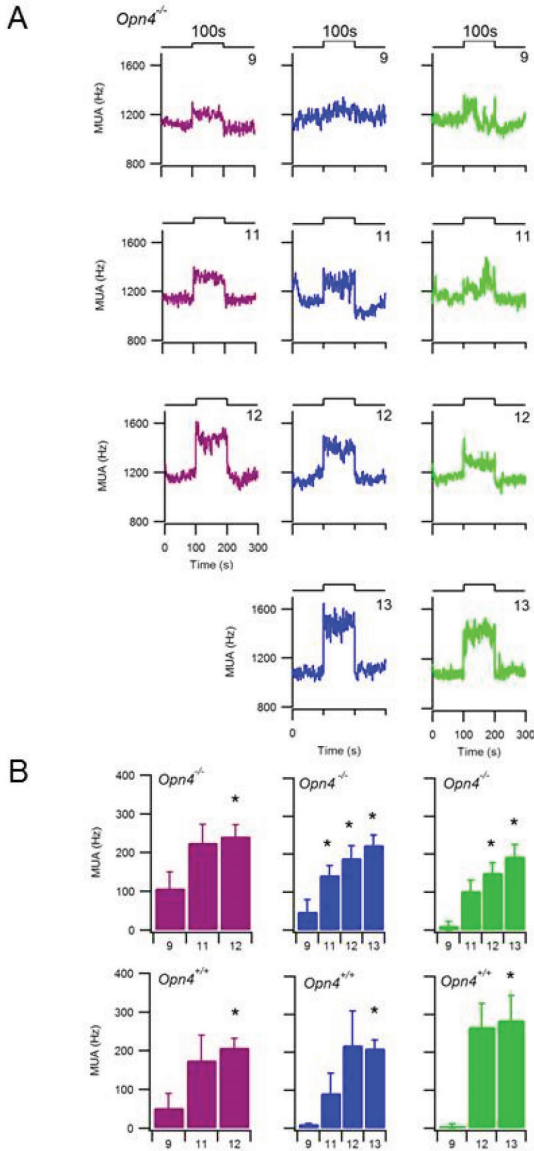 A
Opn4-/-
100s 100s 100s
9 9 9
1600
1200
800
MUA (Hz)
11 11 11
1600
1200
800
MUA (Hz)
12 12 12
1600
1200
800
MUA (Hz)
0 100 200 300
Time (s)
13 13
1600
1200
800
MUA (Hz)
0 0 100 200 300
Time (s) Time (s)
B
Opn4-/- Opn4-/- Opn4-/-
400
300
200
100
0
MUA (Hz)
* * * * * *
9 11 12 9 11 12 13 9 11 12 13
Opn4+/+ Opn4+/+ Opn4+/+
400
300
200
100
0
MUA (Hz)
* * *
9 11 12 9 11 12 13 9 12 13